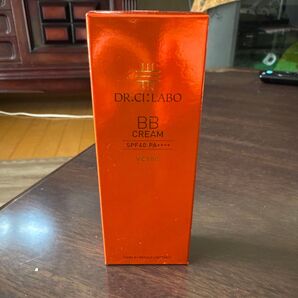 DR.CI:LABO
BB
CREAM
SPF40 PA++++